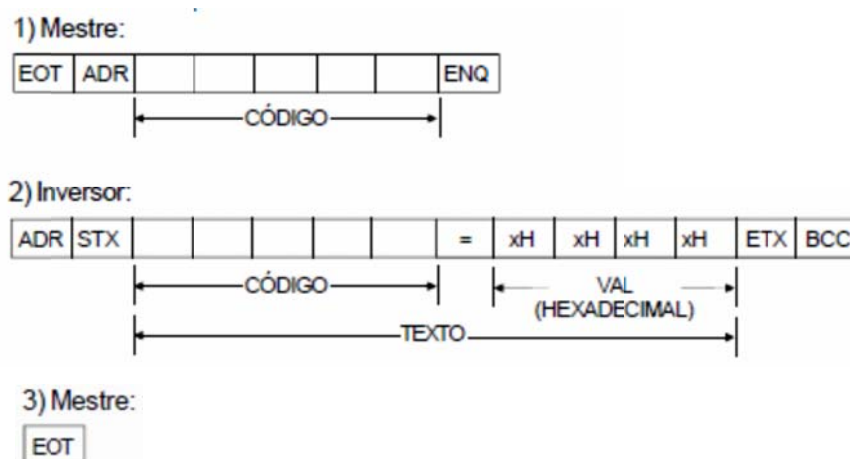 1) Mestre:
EOT ADR ENQ
CÓDIGO
2) Inversor:
ADR STX = xH xH xH xH ETX BCC
CÓDIGO VAL
(HEXADECIMAL)
TEXTO
3) Mestre:
EOT